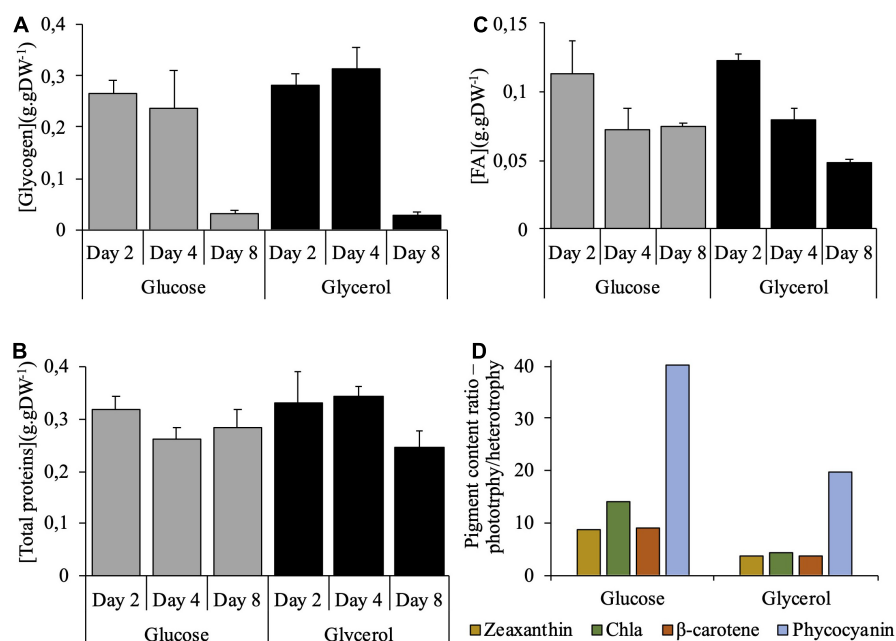 A
[Glycogen](g.gDW-1)
0,4
0,3
0,2
0,1
0
Day 2 Day 4 Day 8 Day 2 Day 4 Day 8
Glucose Glycerol
C
[FA](g.gDW-1)
0,15
0,1
0,05
0
Day 2 Day 4 Day 8 Day 2 Day 4 Day 8
Glucose Glycerol
B
[Total proteins](g.gDW-1)
0,4
0,3
0,2
0,1
0
Day 2 Day 4 Day 8 Day 2 Day 4 Day 8
Glucose Glycerol
D
Pigment content ratio –
phototrphy/heterotrophy
40
30
20
10
0
Glucose Glycerol
Zeaxanthin Chla β-carotene Phycocyanin